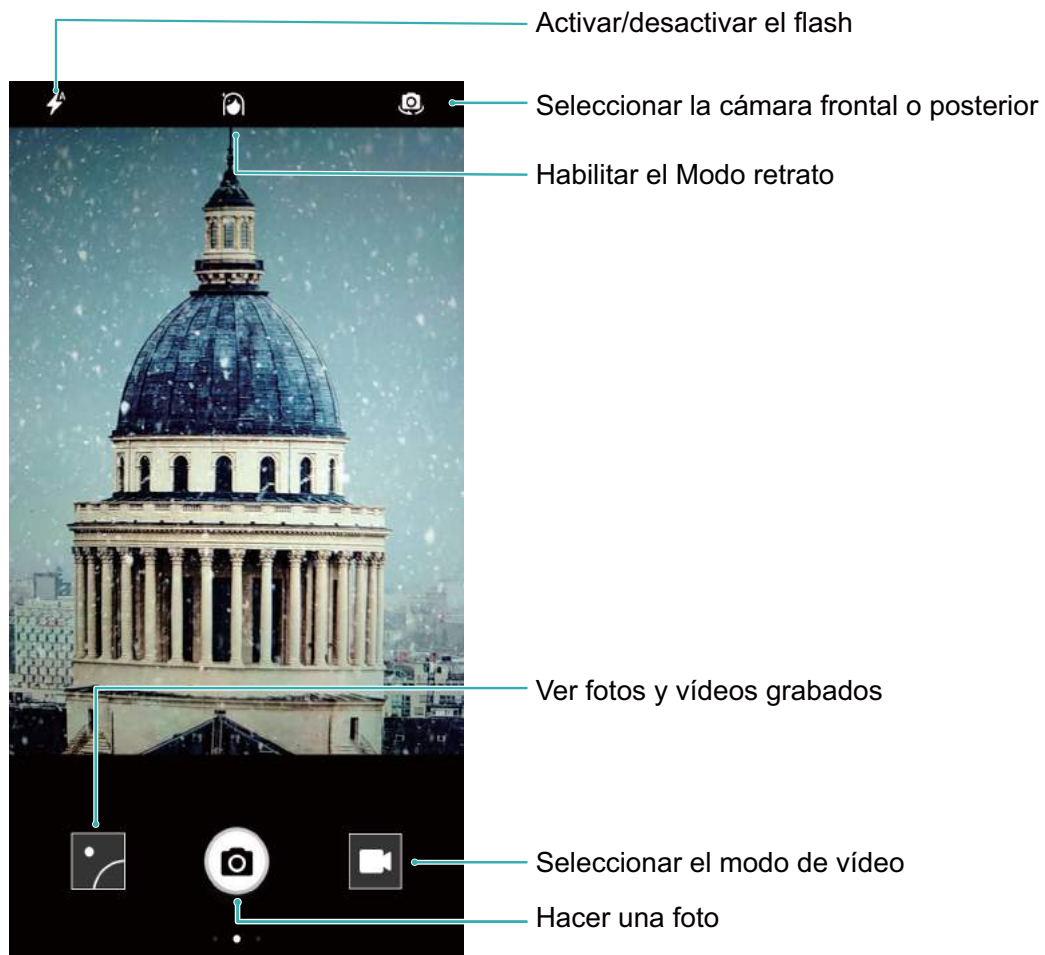 Activar/desactivar el flash
A
Seleccionar la cámara frontal o posterior
Habilitar el Modo retrato
Ver fotos y vídeos grabados
Seleccionar el modo de vídeo
Hacer una foto